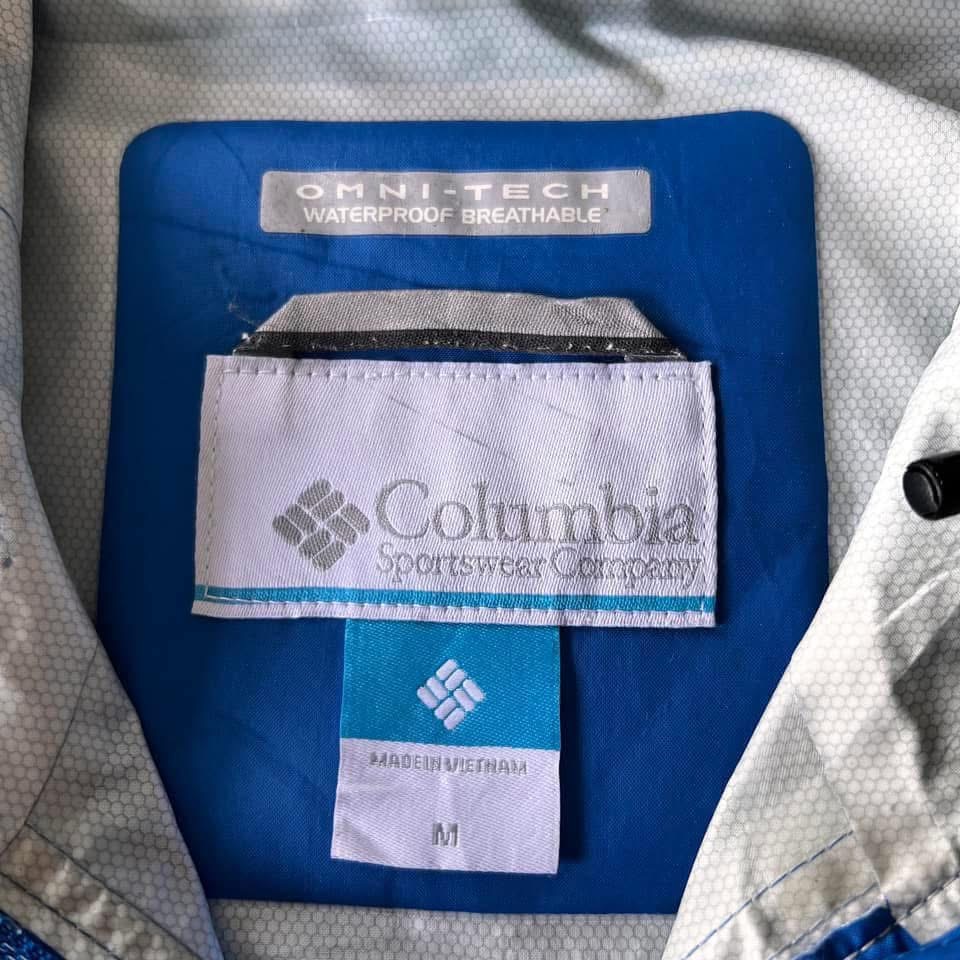 OMNI-TECH
WATERPROOF BREATHABLE
Columbia
Sportswear Company
MADE IN VIETNAM
M